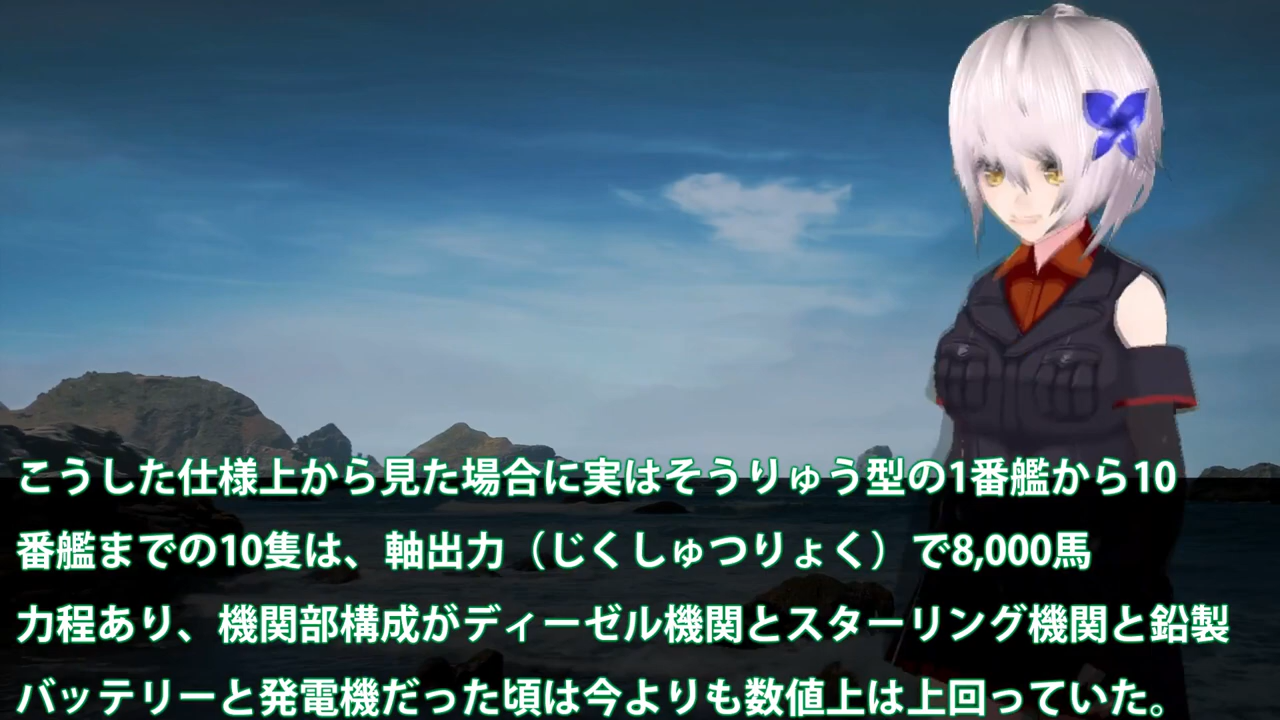 こうした仕様上から見た場合に実はそうりゅう型の1番艦から10
番艦までの10隻は、軸出力（じくしゅつりょく）で8,000馬
力程あり、機関部構成がディーゼル機関とスターリング機関と鉛製
バッテリーと発電機だった頃は今よりも数値上は上回っていた。